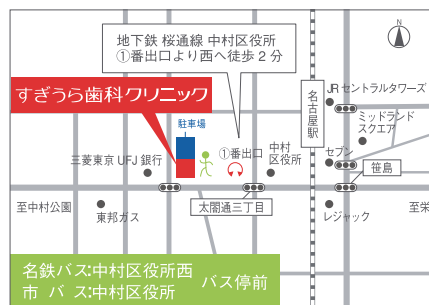 地下鉄 桜通線 中村区役所
①番出口より西へ徒歩2分
N
すぎうら歯科クリニック
JRセントラルタワーズ
名古屋駅
ミッドランド
スクエア
駐車場
①番出口
中村
区役所
三菱東京UFJ銀行
セブン
笹島
至中村公園
東邦ガス
太閤通三丁目
レジャック
至栄
名鉄バス:中村区役所西
市バス:中村区役所
バス停前